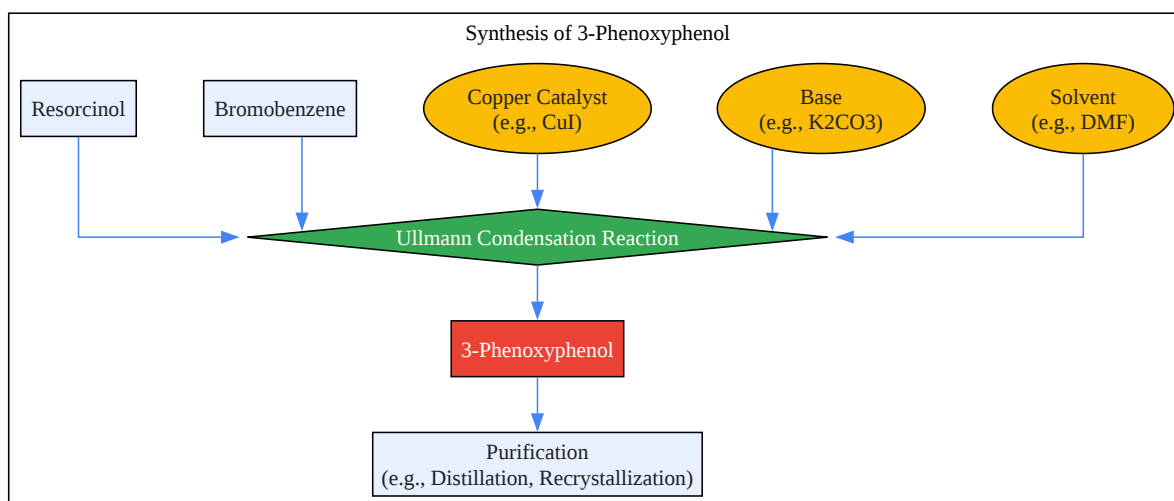 Synthesis of 3-Phenoxyphenol
Resorcinol
Bromobenzene
Copper Catalyst
(e.g., CuI)
Base
(e.g., K2CO3)
Solvent
(e.g., DMF)
Ullmann Condensation Reaction
3-Phenoxyphenol
Purification
(e.g., Distillation, Recrystallization)